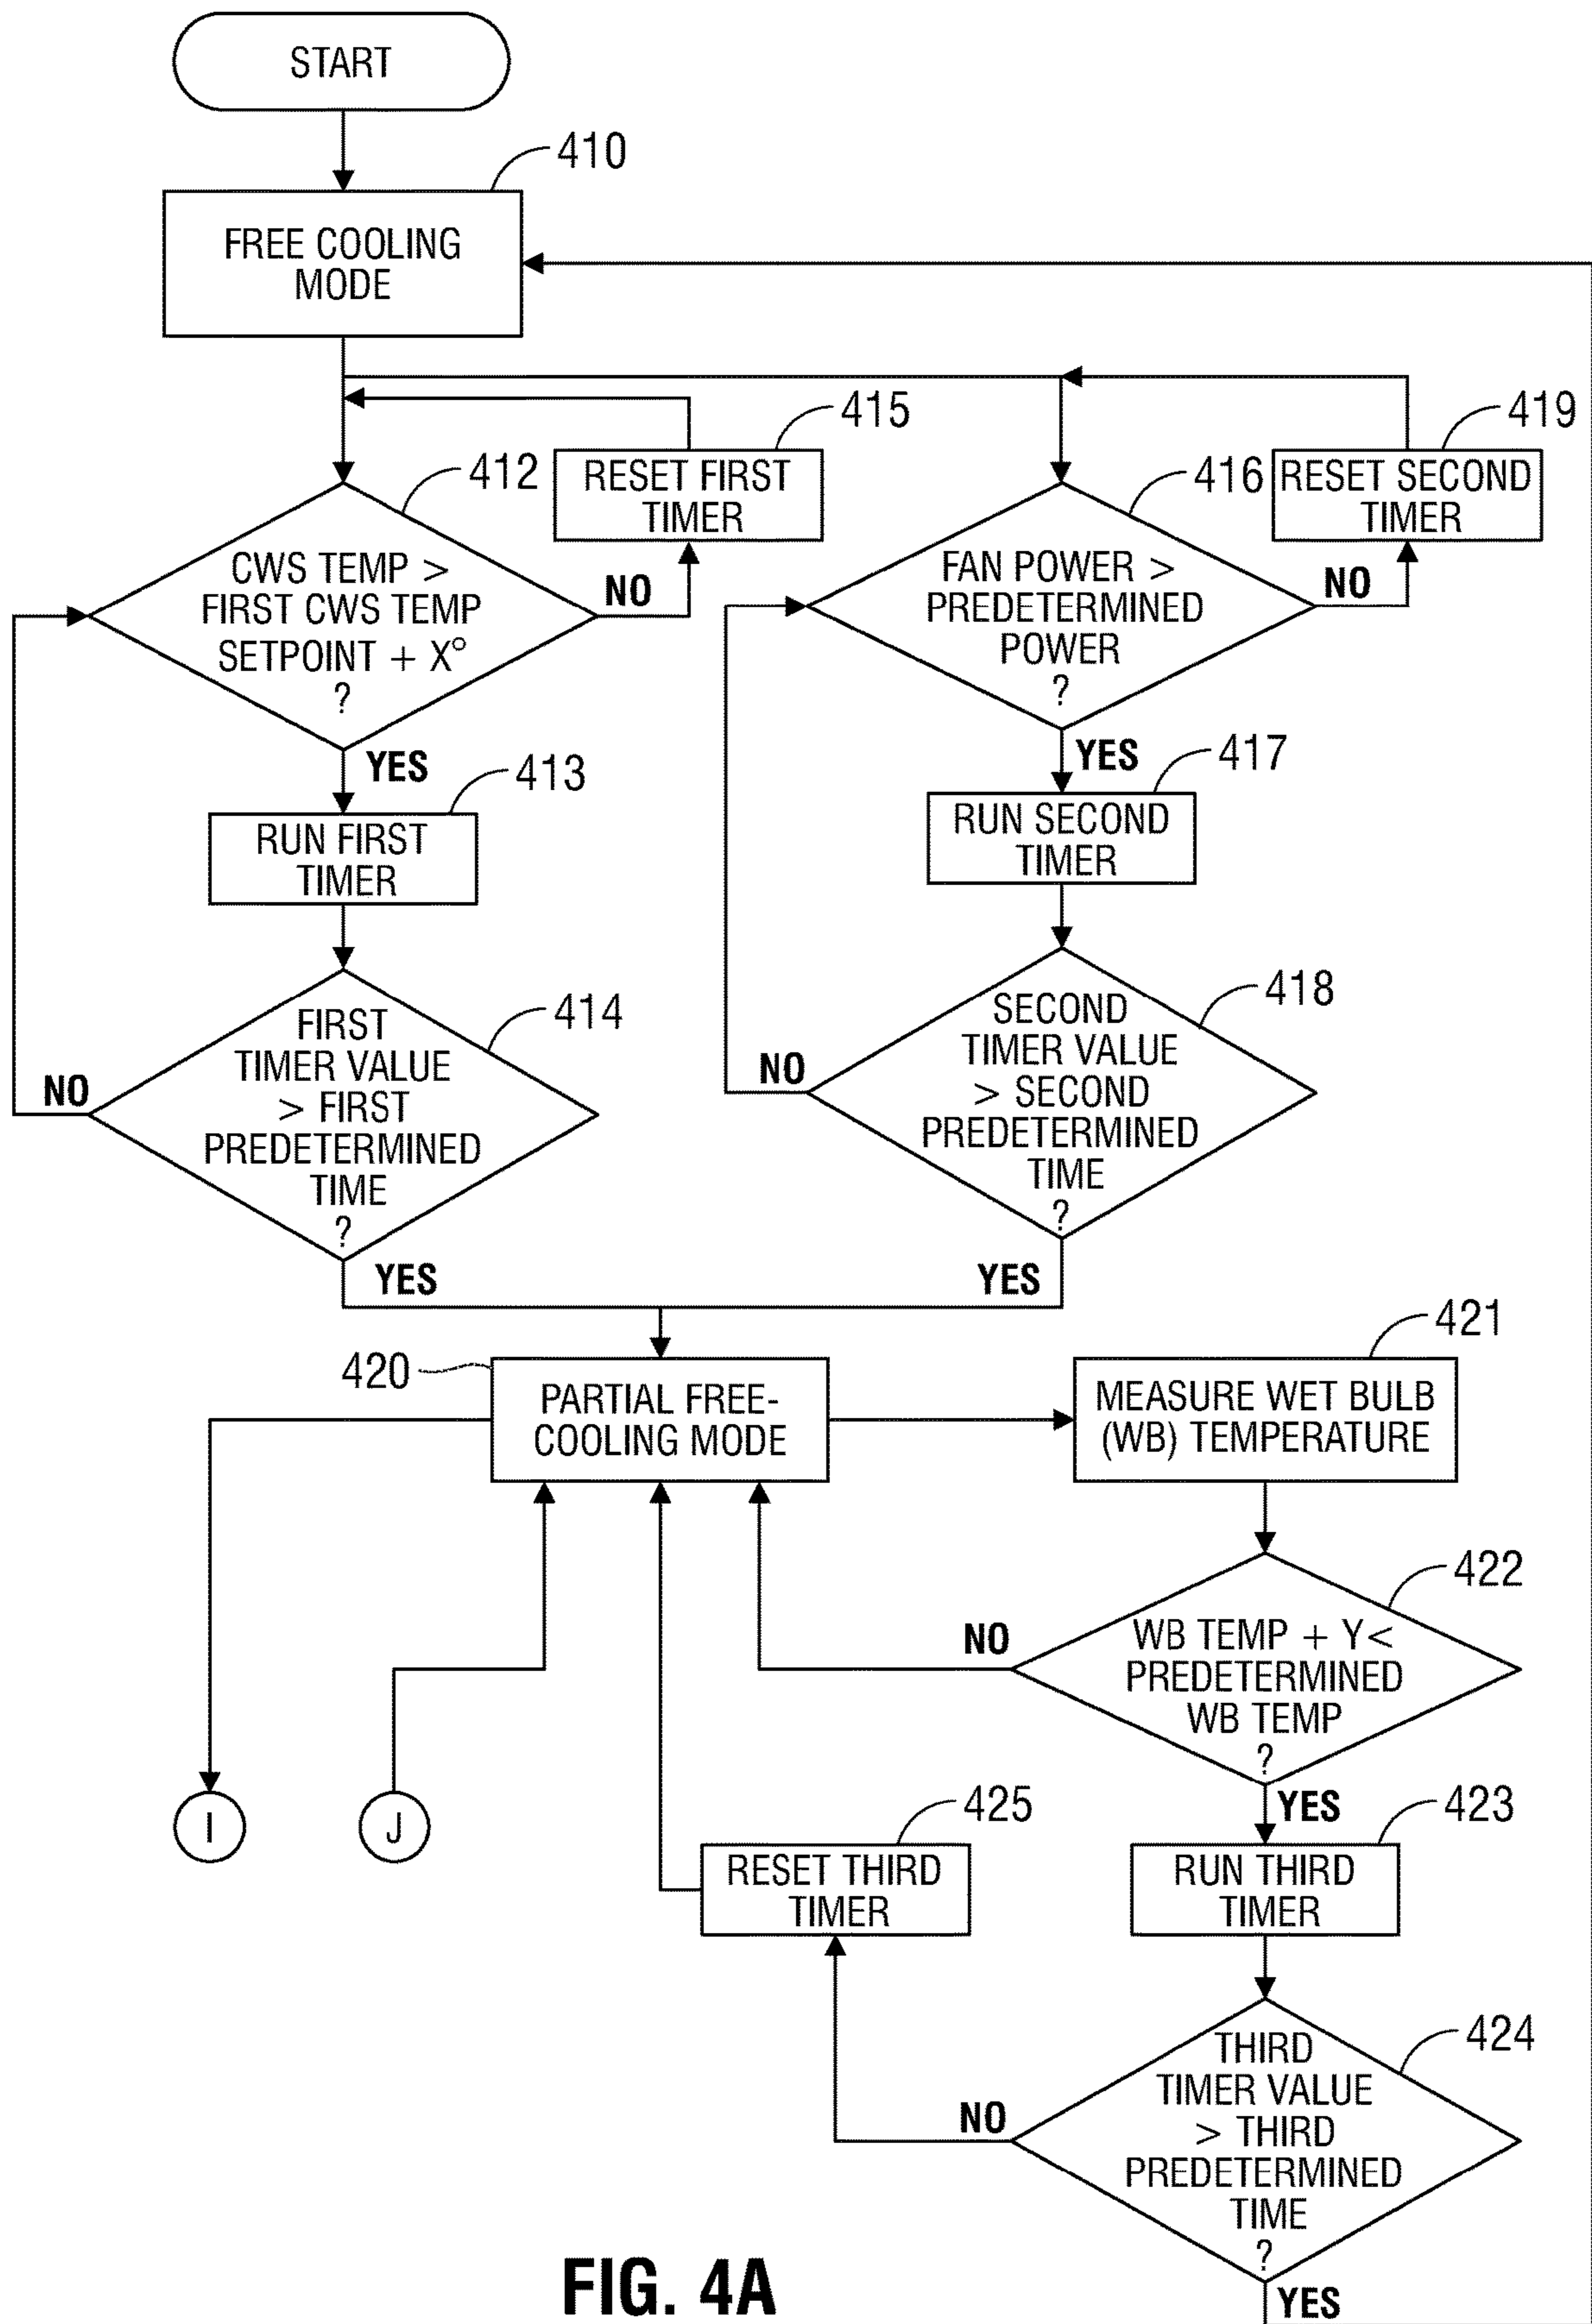 START
410
FREE COOLING
MODE
415
419
412
RESET FIRST
TIMER
416
RESET SECOND
TIMER
CWS TEMP >
FIRST CWS TEMP
SETPOINT + X°
?
NO
FAN POWER >
PREDETERMINED
POWER
?
NO
YES
413
YES
417
RUN FIRST
TIMER
RUN SECOND
TIMER
414
418
FIRST
TIMER VALUE
> FIRST
PREDETERMINED
TIME
?
NO
SECOND
TIMER VALUE
> SECOND
PREDETERMINED
TIME
?
NO
YES
YES
420
421
PARTIAL FREE-
COOLING MODE
MEASURE WET BULB
(WB) TEMPERATURE
422
NO
WB TEMP + Y<
PREDETERMINED
WB TEMP
?
I
J
425
YES
423
RESET THIRD
TIMER
RUN THIRD
TIMER
424
NO
THIRD
TIMER VALUE
> THIRD
PREDETERMINED
TIME
?
YES
FIG. 4A